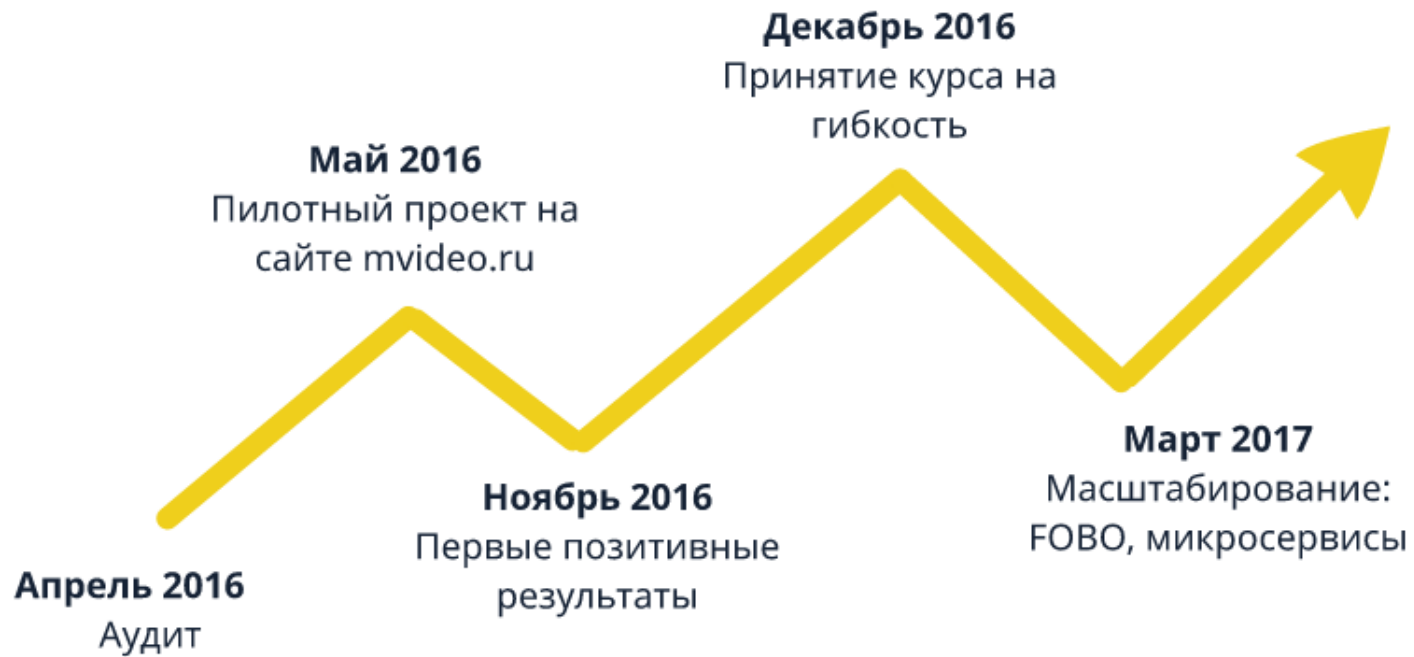 Апрель 2016
Аудит
Май 2016
Пилотный проект на
сайте mvideo.ru
Ноябрь 2016
Первые позитивные
результаты
Декабрь 2016
Принятие курса на
гибкость
Март 2017
Масштабирование:
FOBO, микросервисы